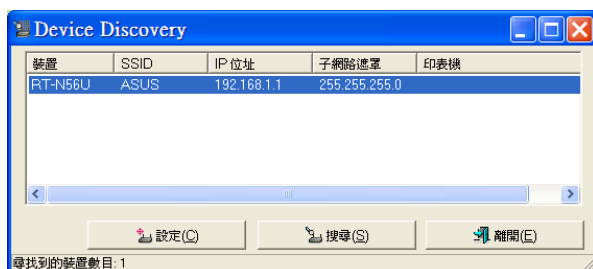 Device Discovery
裝置 SSID IP 位址 子網路遮罩 印表機
RT-N56U ASUS 192.168.1.1 255.255.255.0
設定(C) 搜尋(S) 離開(E)
尋找到的裝置數目: 1